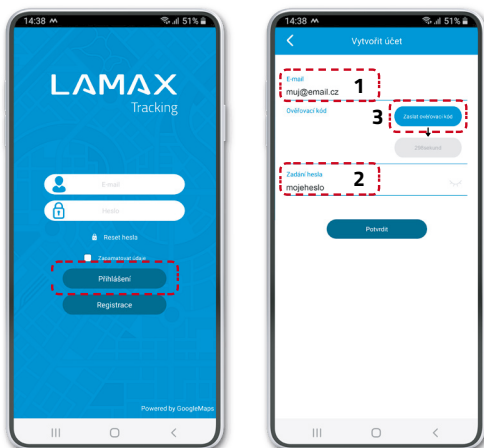 14:38
51%
LAMAX
Tracking
E-mail
Heslo
Reset hesla
Zapamatovat údaje
Přihlášení
Registrace
Powered by GoogleMaps
14:38
51%
Vytvořit účet
E-mail
muj@email.cz
1
Ověřovací kód
3
Zaslat ověřovací kód
Zadání hesla
mojeheslo
2
Potvrdit